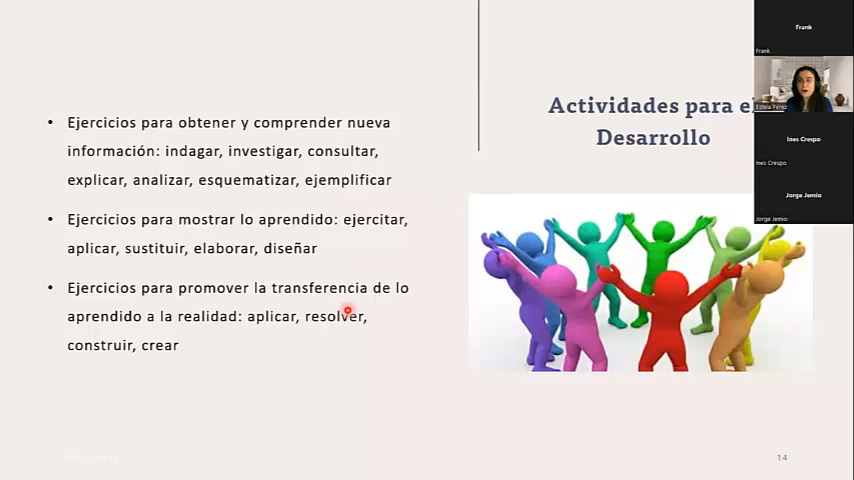 • Ejercicios para obtener y comprender nueva
información: indagar, investigar, consultar,
explicar, analizar, esquematizar, ejemplificar
• Ejercicios para mostrar lo aprendido: ejercitar,
aplicar, sustituir, elaborar, diseñar
• Ejercicios para promover la transferencia de lo
aprendido a la realidad: aplicar, resolver,
construir, crear
Actividades para el
Desarrollo
Frank
Frank
Estela Pérez
Ines Crespo
Ines Crespo
Jorge Jemio
Jorge Jemio
14